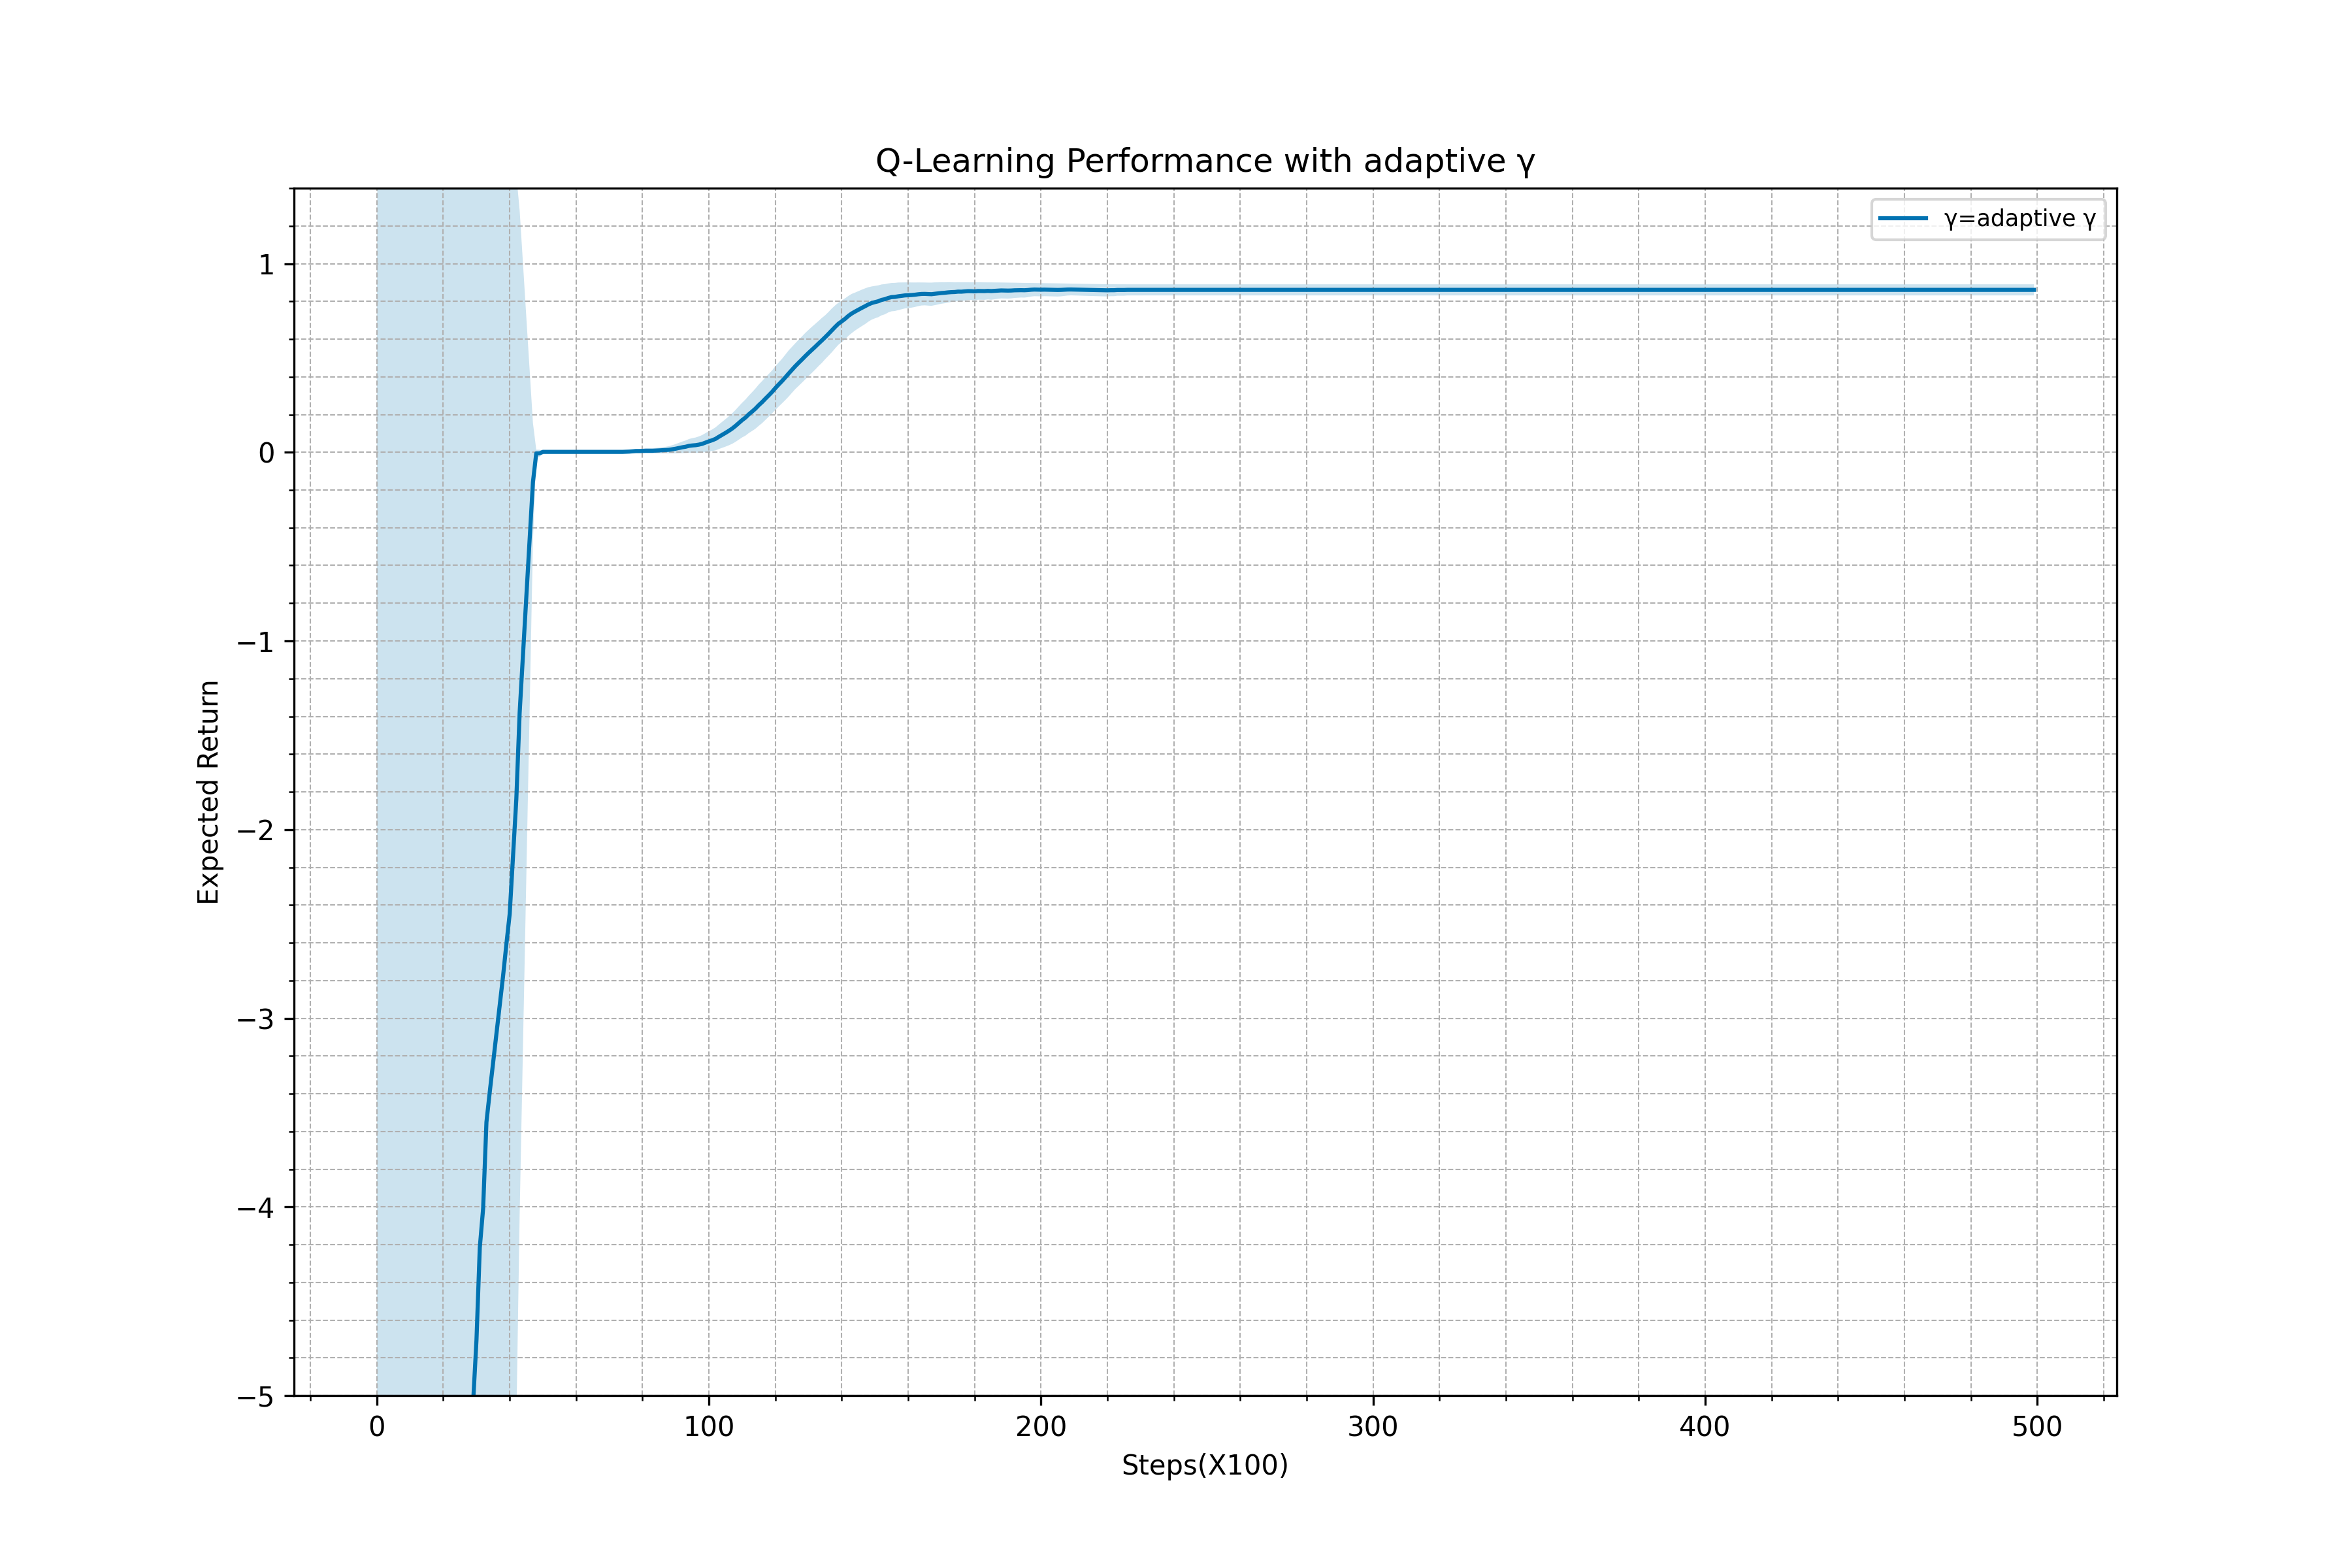 Q-Learning Performance with adaptive γ
γ=adaptive γ
1
0
−1
−2
−3
−4
−5
Expected Return
0 100 200 300 400 500
Steps(X100)